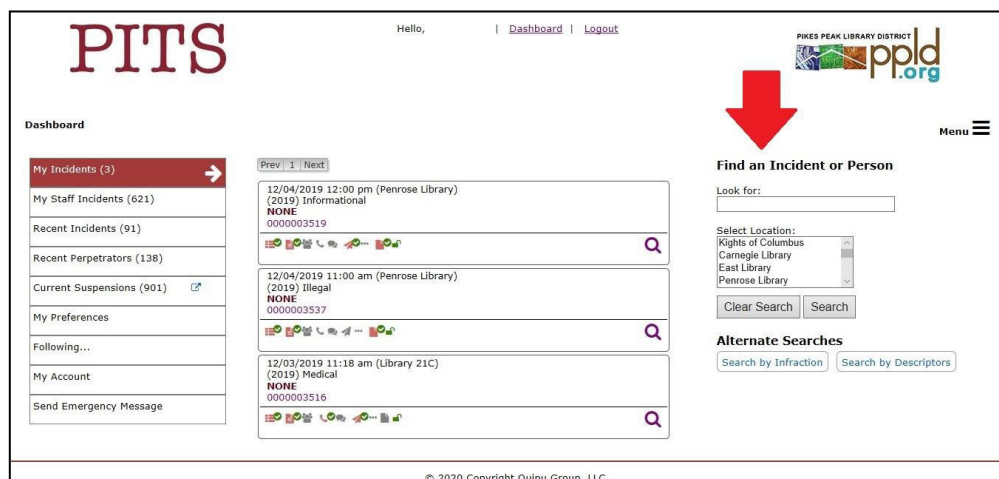 PITS
Hello, | Dashboard | Logout
PIKES PEAK LIBRARY DISTRICT
ppld
.org
Dashboard
Menu
My Incidents (3)
My Staff Incidents (621)
Recent Incidents (91)
Recent Perpetrators (138)
Current Suspensions (901)
My Preferences
Following...
My Account
Send Emergency Message
Prev 1 Next
12/04/2019 12:00 pm (Penrose Library)
(2019) Informational
NONE
0000003519
12/04/2019 11:00 am (Penrose Library)
(2019) Illegal
NONE
0000003537
12/03/2019 11:18 am (Library 21C)
(2019) Medical
NONE
0000003516
Find an Incident or Person
Look for:
Select Location:
Kights of Columbus
Carnegie Library
East Library
Penrose Library
Clear Search Search
Alternate Searches
Search by Infraction Search by Descriptors
© 2020 Copyright Quipu Group, LLC